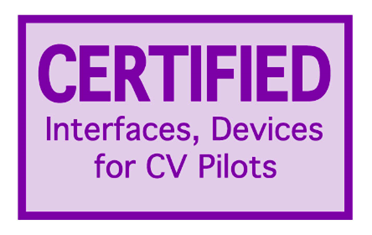 CERTIFIED
Interfaces, Devices
for CV Pilots